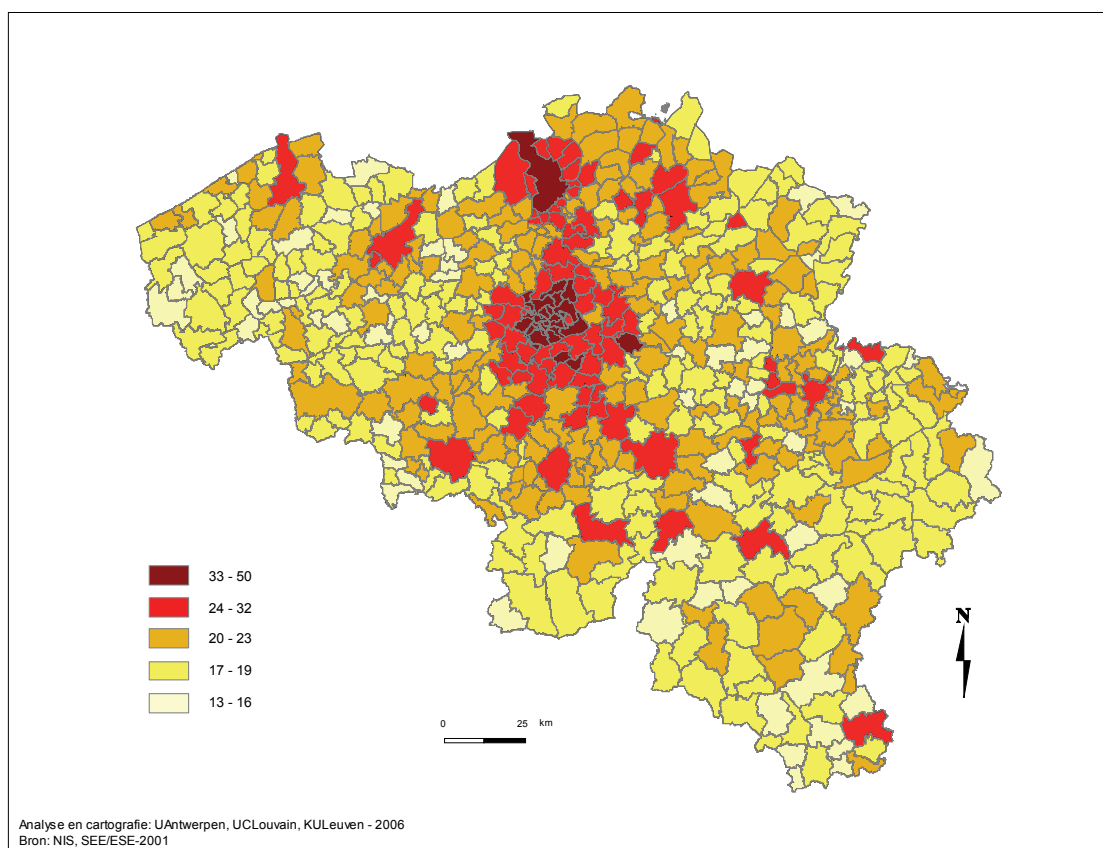 33 - 50
24 - 32
20 - 23
17 - 19
13 - 16
N
0 25 km
Analyse en cartografie: UAntwerpen, UCLouvain, KULeuven - 2006
Bron: NIS, SEE/ESE-2001